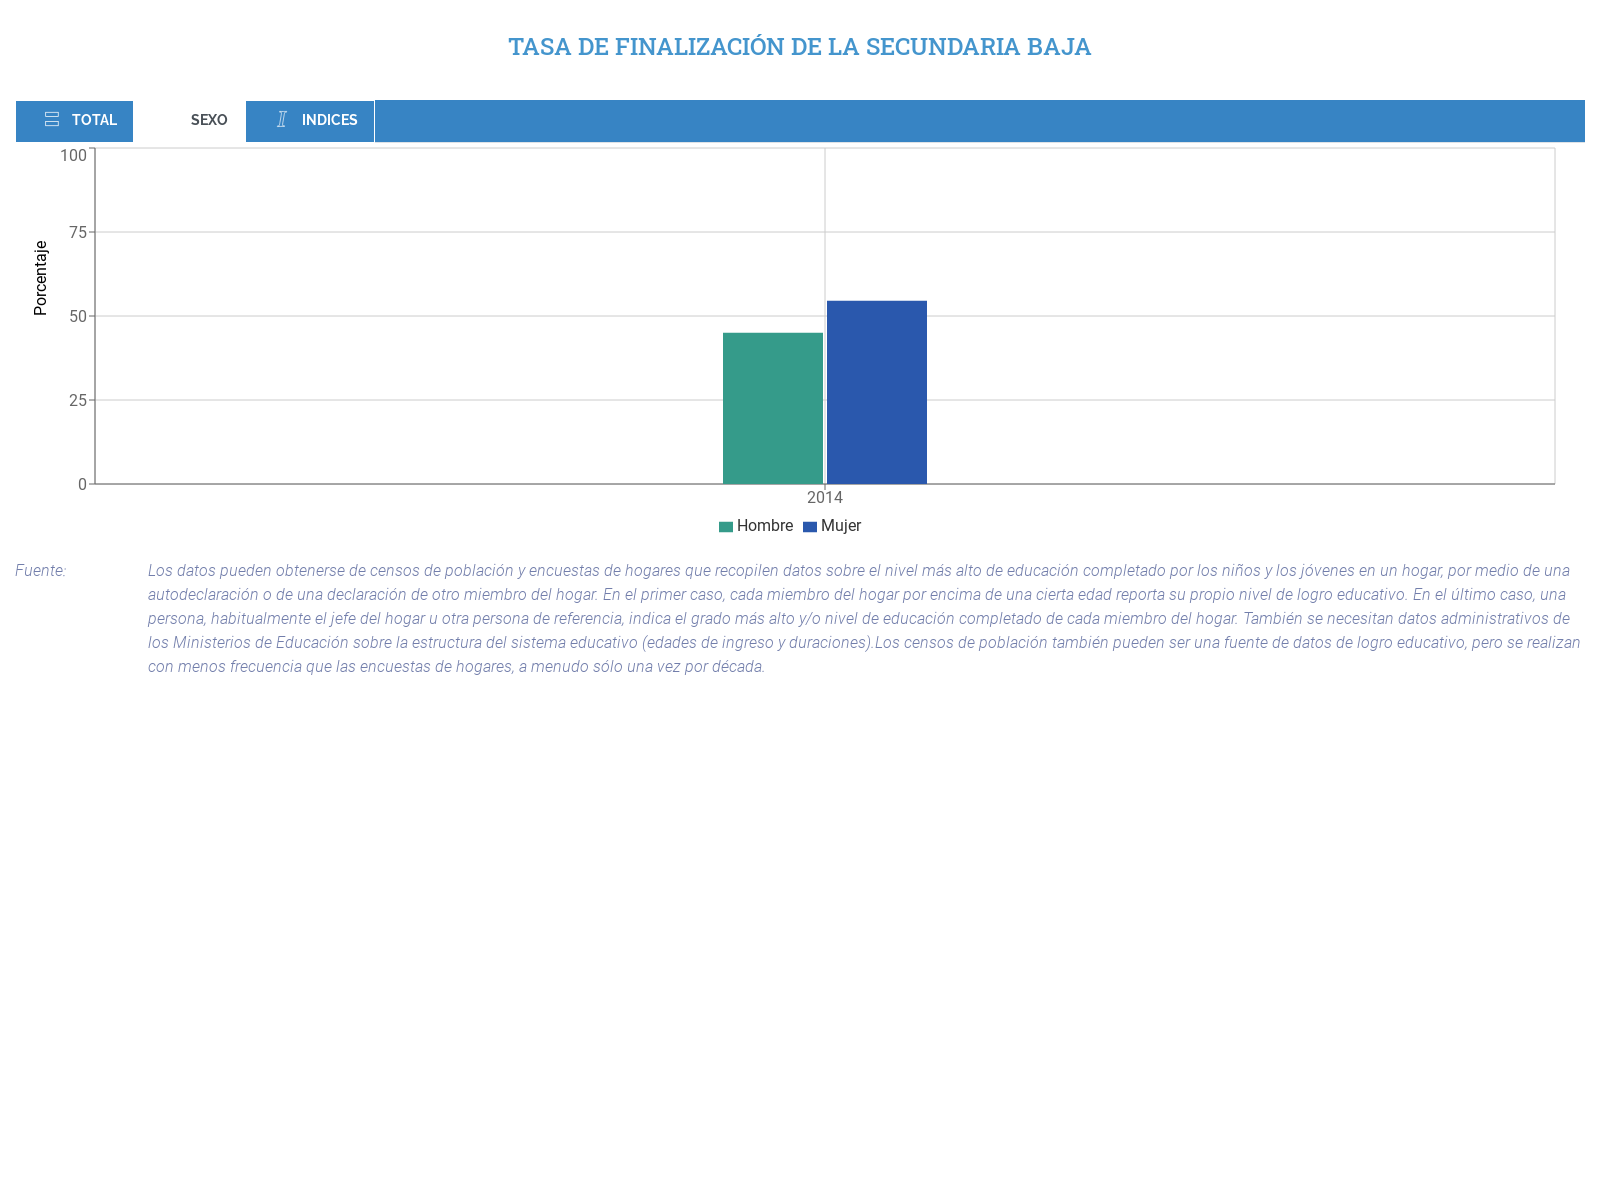 TASA DE FINALIZACIÓN DE LA SECUNDARIA BAJA
TOTAL SEXO INDICES
100
75
50
25
0
Porcentaje
2014
Hombre Mujer
Fuente: Los datos pueden obtenerse de censos de población y encuestas de hogares que recopilen datos sobre el nivel más alto de educación completado por los niños y los jóvenes en un hogar, por medio de una
autodeclaración o de una declaración de otro miembro del hogar. En el primer caso, cada miembro del hogar por encima de una cierta edad reporta su propio nivel de logro educativo. En el último caso, una
persona, habitualmente el jefe del hogar u otra persona de referencia, indica el grado más alto y/o nivel de educación completado de cada miembro del hogar. También se necesitan datos administrativos de
los Ministerios de Educación sobre la estructura del sistema educativo (edades de ingreso y duraciones).Los censos de población también pueden ser una fuente de datos de logro educativo, pero se realizan
con menos frecuencia que las encuestas de hogares, a menudo sólo una vez por década.